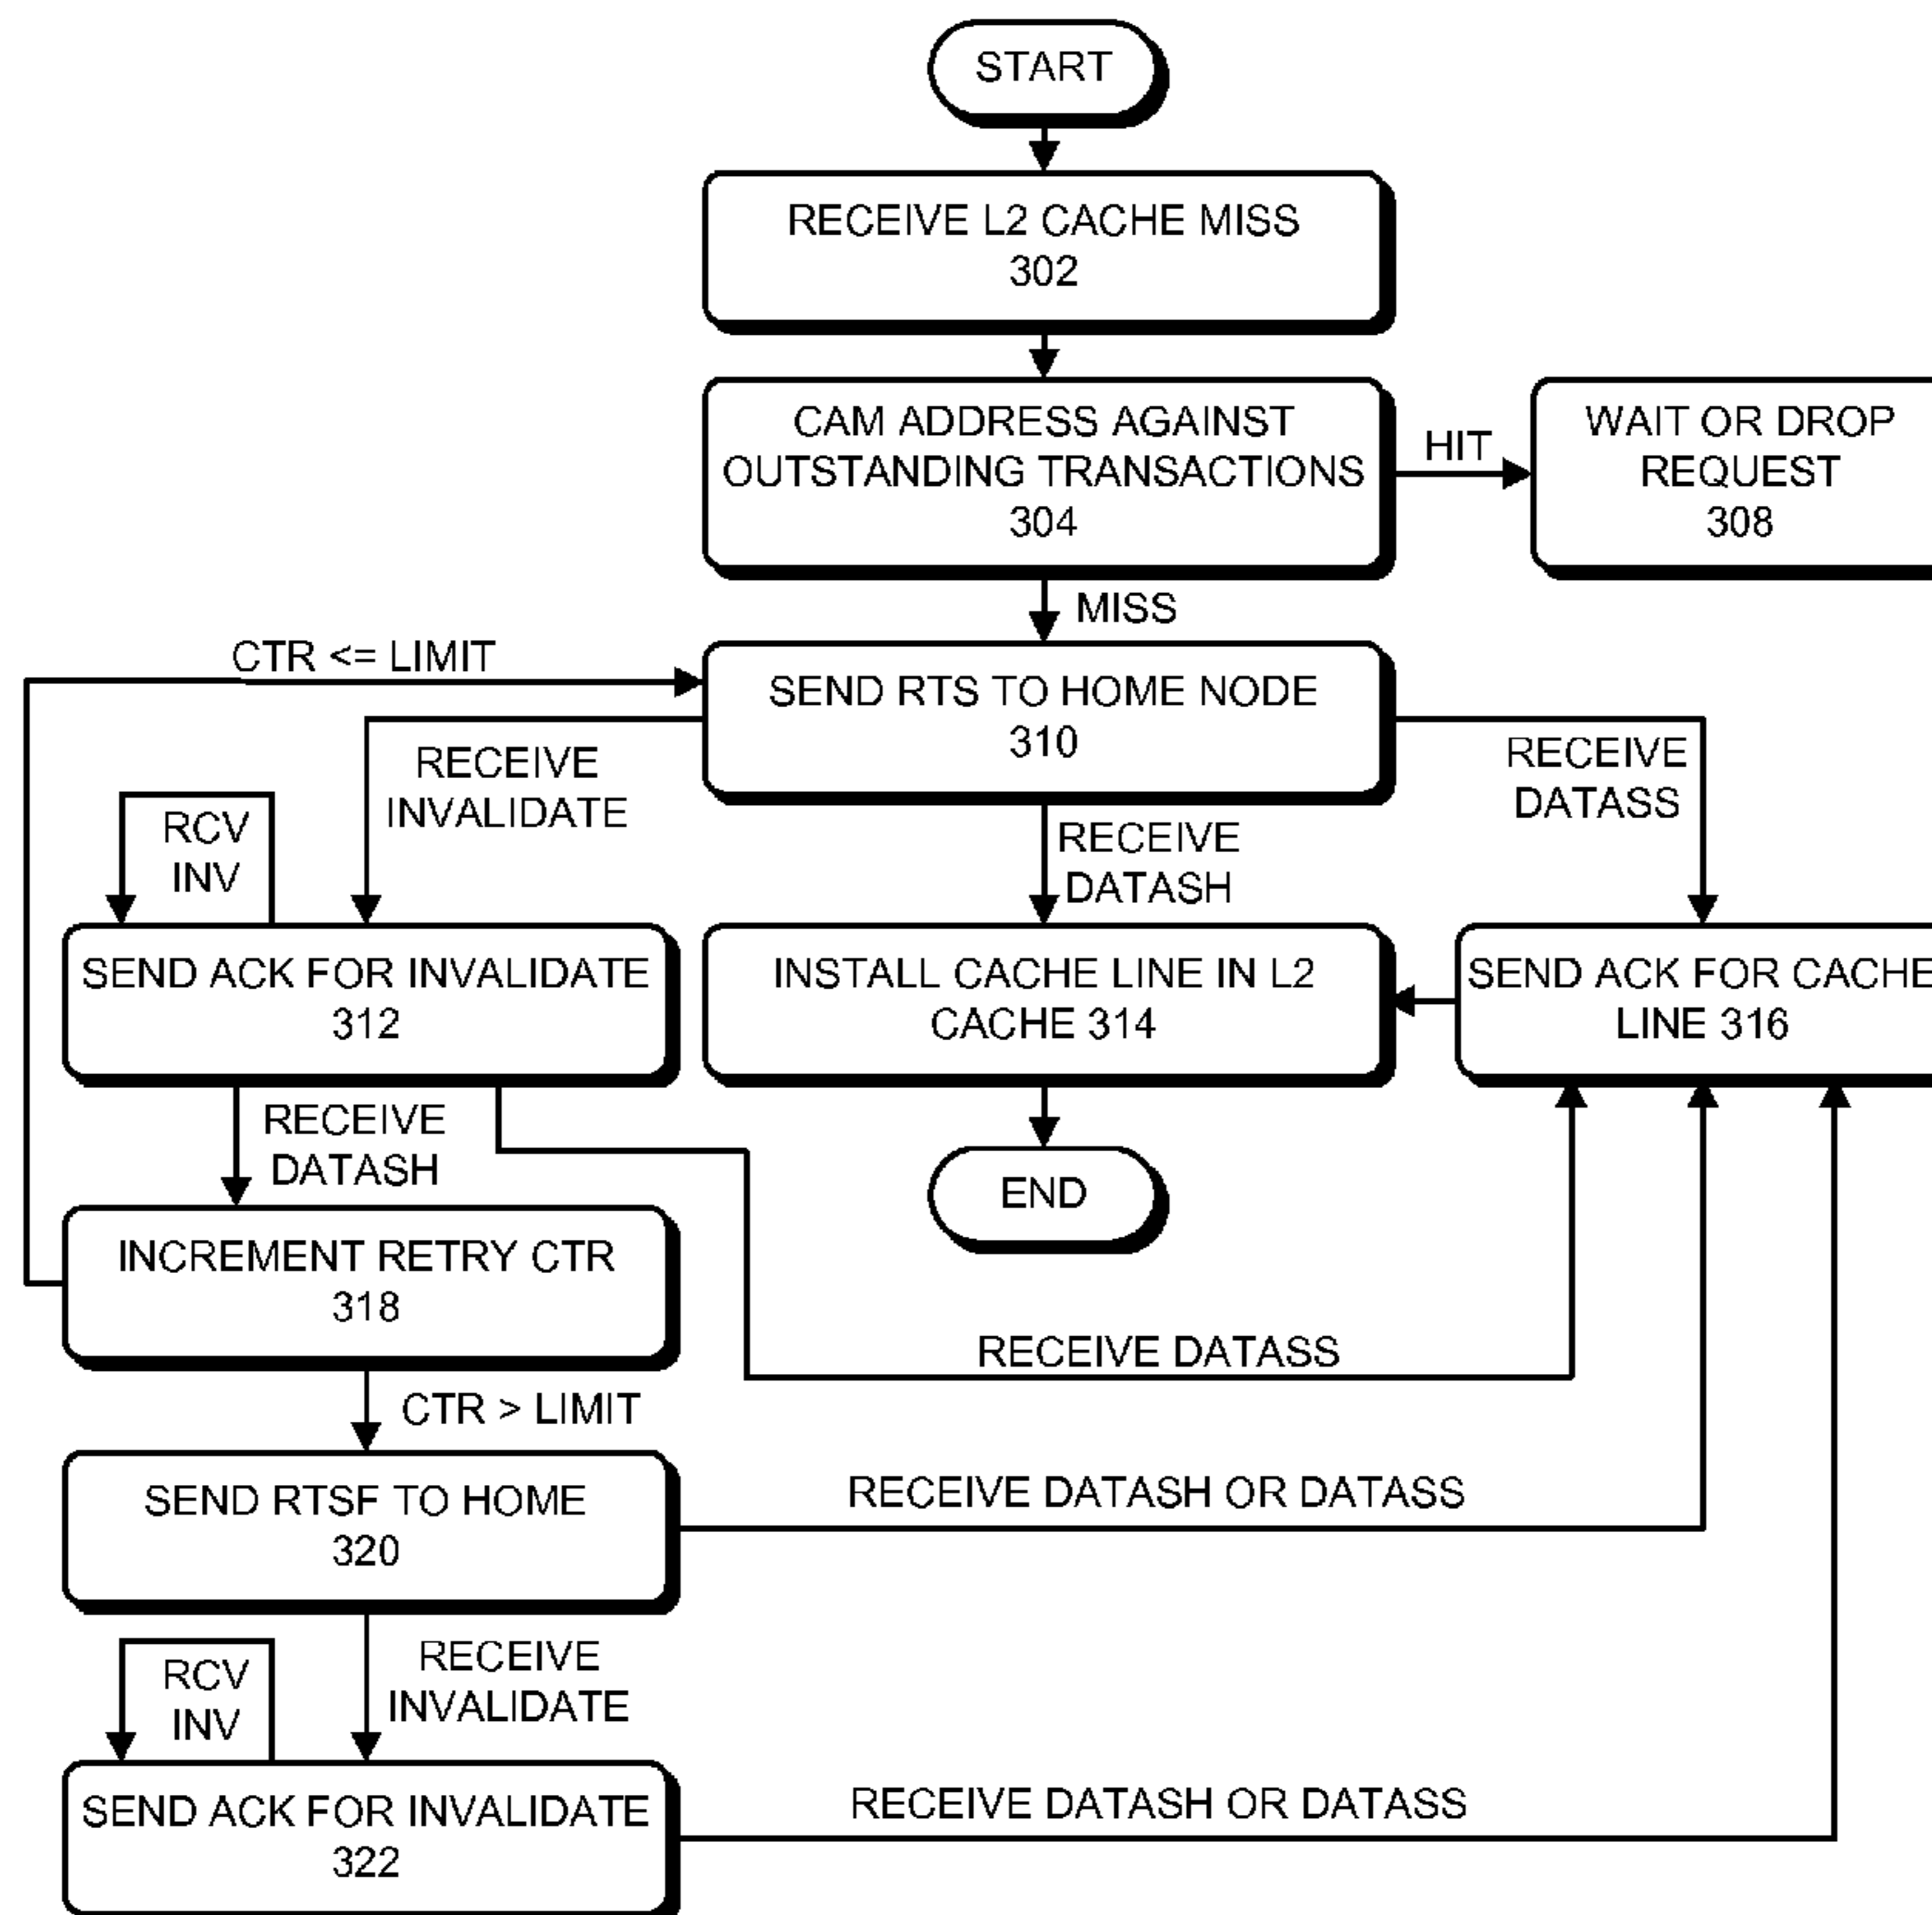 START
RECEIVE L2 CACHE MISS
302
CAM ADDRESS AGAINST
OUTSTANDING TRANSACTIONS
304
HIT
WAIT OR DROP
REQUEST
308
MISS
CTR <= LIMIT
SEND RTS TO HOME NODE
310
RECEIVE
INVALIDATE
RECEIVE
DATASH
RECEIVE
DATASS
RCV
INV
SEND ACK FOR INVALIDATE
312
INSTALL CACHE LINE IN L2
CACHE 314
SEND ACK FOR CACHE
LINE 316
RECEIVE
DATASH
END
INCREMENT RETRY CTR
318
RECEIVE DATASS
CTR > LIMIT
SEND RTSF TO HOME
320
RECEIVE DATASH OR DATASS
RCV
INV
RECEIVE
INVALIDATE
SEND ACK FOR INVALIDATE
322
RECEIVE DATASH OR DATASS